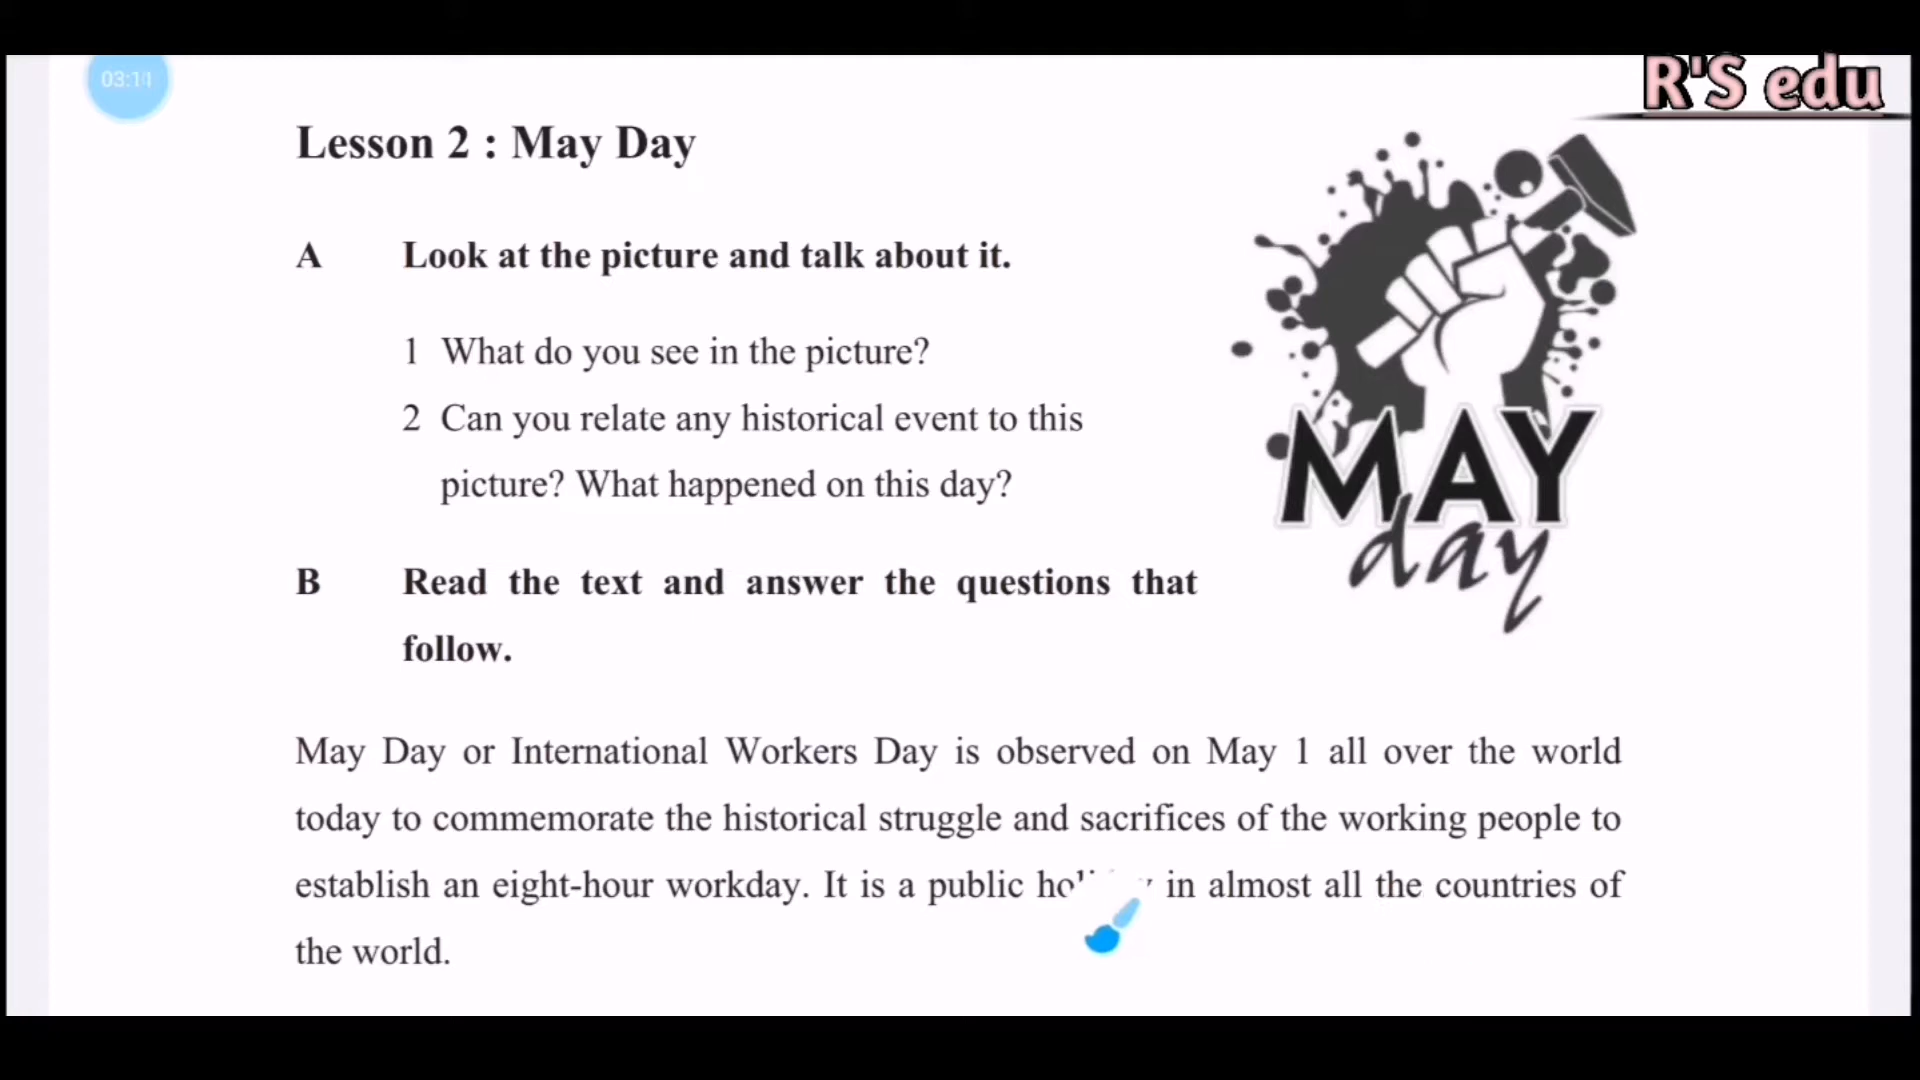 03:11
R'S edu
Lesson 2 : May Day
A Look at the picture and talk about it.
1 What do you see in the picture?
2 Can you relate any historical event to this
picture? What happened on this day?
MAY
day
B Read the text and answer the questions that
follow.
May Day or International Workers Day is observed on May 1 all over the world
today to commemorate the historical struggle and sacrifices of the working people to
establish an eight-hour workday. It is a public in almost all the countries of
the world.